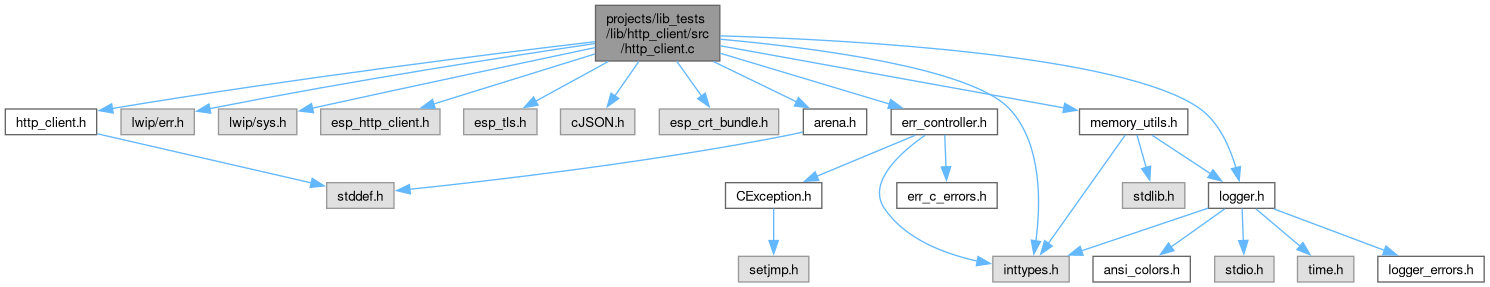 projects/lib_tests
/lib/http_client/src
/http_client.c
http_client.h
lwip/err.h
lwip/sys.h
esp_http_client.h
esp_tls.h
cJSON.h
esp_crt_bundle.h
arena.h
err_controller.h
memory_utils.h
stddef.h
CException.h
err_c_errors.h
stdlib.h
logger.h
setjmp.h
inttypes.h
ansi_colors.h
stdio.h
time.h
logger_errors.h